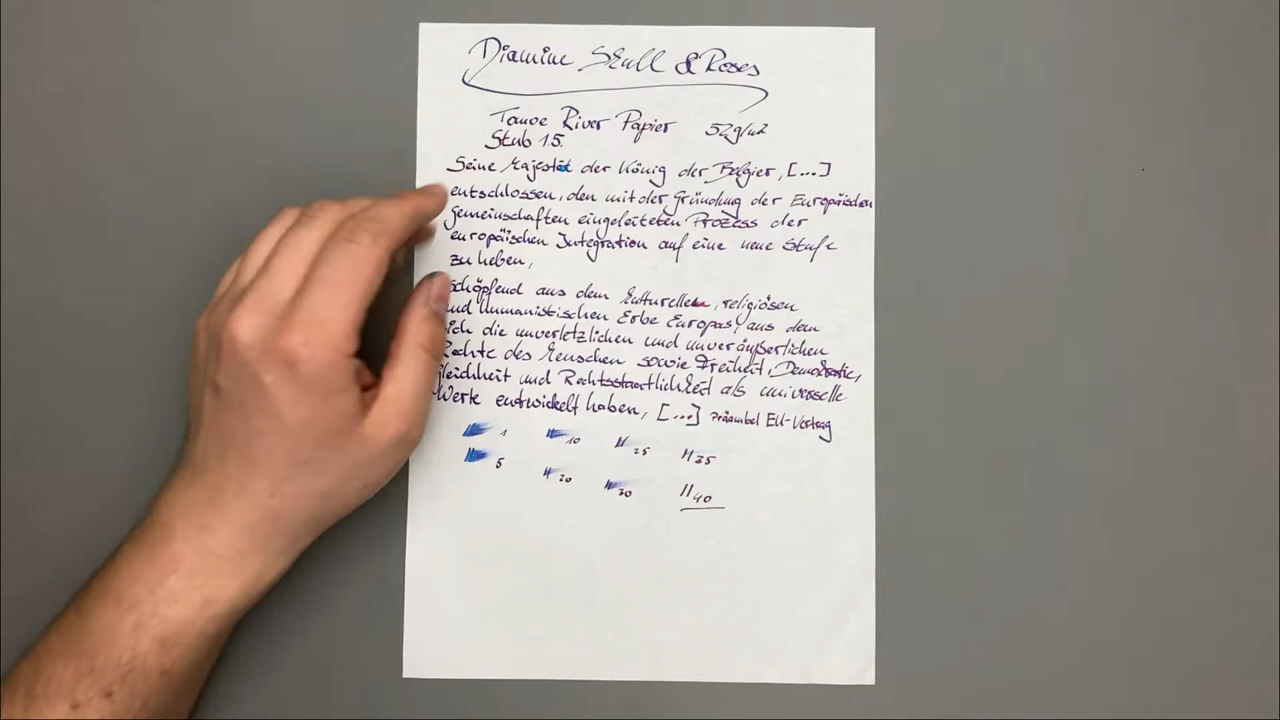 Diamine Skull & Roses
Tomoe River Papier 52g/m²
Stub 1.5.
Seine Majestät der König der Belgier, [...]
entschlossen, den mit der Gründung der Europäischen
Gemeinschaften eingeleiteten Prozess der
europäischen Integration auf eine neue Stufe
zu heben,
schöpfend aus dem kulturellen, religiösen
und humanistischen Erbe Europas, aus dem
sich die unverletzlichen und unveräußerlichen
Rechte des Menschen sowie Freiheit, Demokratie,
Gleichheit und Rechtsstaatlichkeit als universelle
Werte entwickelt haben, [...] Präambel EU-Vertrag
1 10 25 35
5 20 30 40